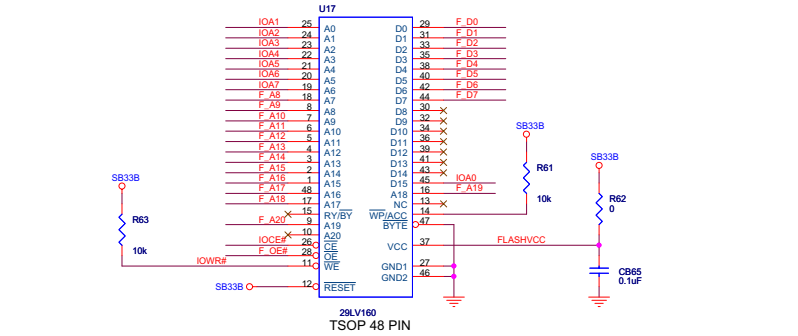 U17
IOA1 25 A0 D0 29 F_D0
IOA2 24 A1 D1 31 F_D1
IOA3 23 A2 D2 33 F_D2
IOA4 22 A3 D3 35 F_D3
IOA5 21 A4 D4 38 F_D4
IOA6 20 A5 D5 40 F_D5
IOA7 19 A6 D6 42 F_D6
F_A8 18 A7 D7 44 F_D7
F_A9 8 A8 D8 30
F_A10 7 A9 D9 32
F_A11 6 A10 D10 34
F_A12 5 A11 D11 36
F_A13 4 A12 D12 39
F_A14 3 A13 D13 41
F_A15 2 A14 D14 43
F_A16 1 A15 D15 45 IOA0
F_A17 48 A16 A18 16 F_A19
F_A18 17 A17 NC 13
15 RY/BY WP/ACC 14
F_A20 9 A19 BYTE 47
10 A20
IOCE# 26 CE VCC 37 FLASHVCC
F_OE# 28 OE
IOWR# 11 WE GND1 27
GND2 46
SB33B 12 RESET
29LV160
TSOP 48 PIN
SB33B
R63
10k
SB33B
R61
10k
SB33B
R62
0
CB65
0.1uF